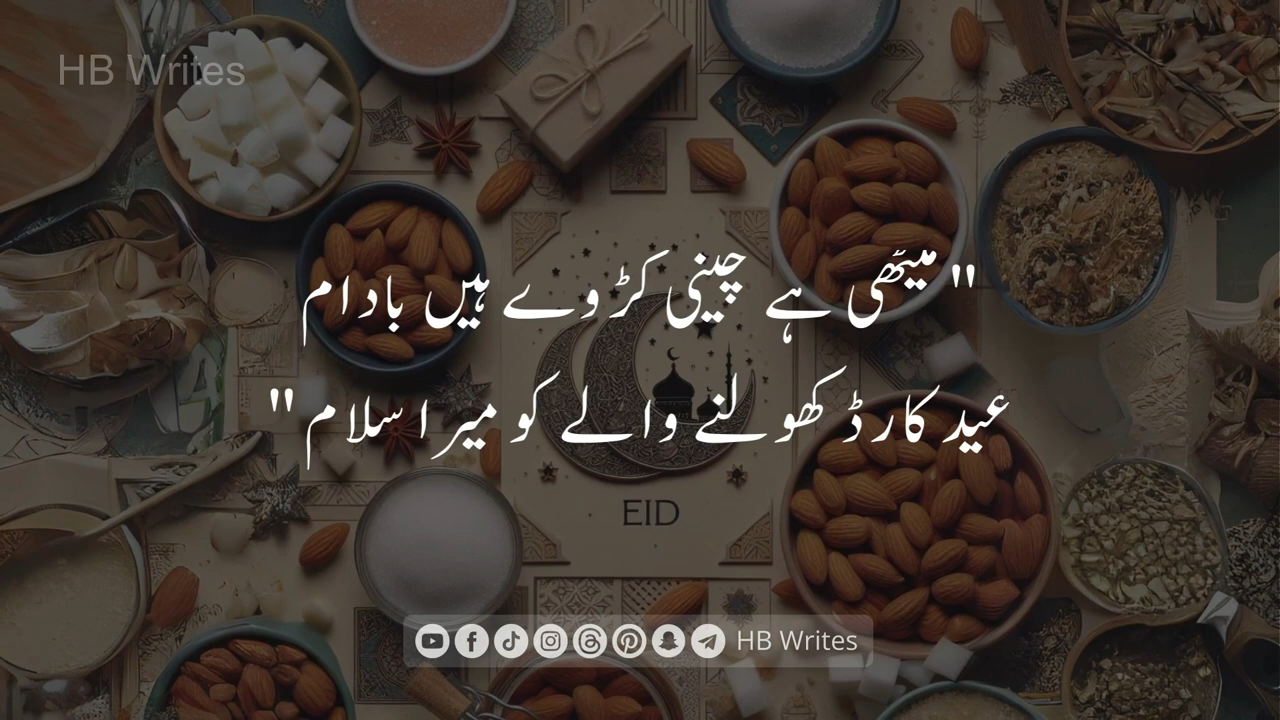 HB Writes
" میٹھی ہے چینی کڑوے ہیں بادام
عید کارڈ کھولنے والے کو میرا سلام "
EID
HB Writes